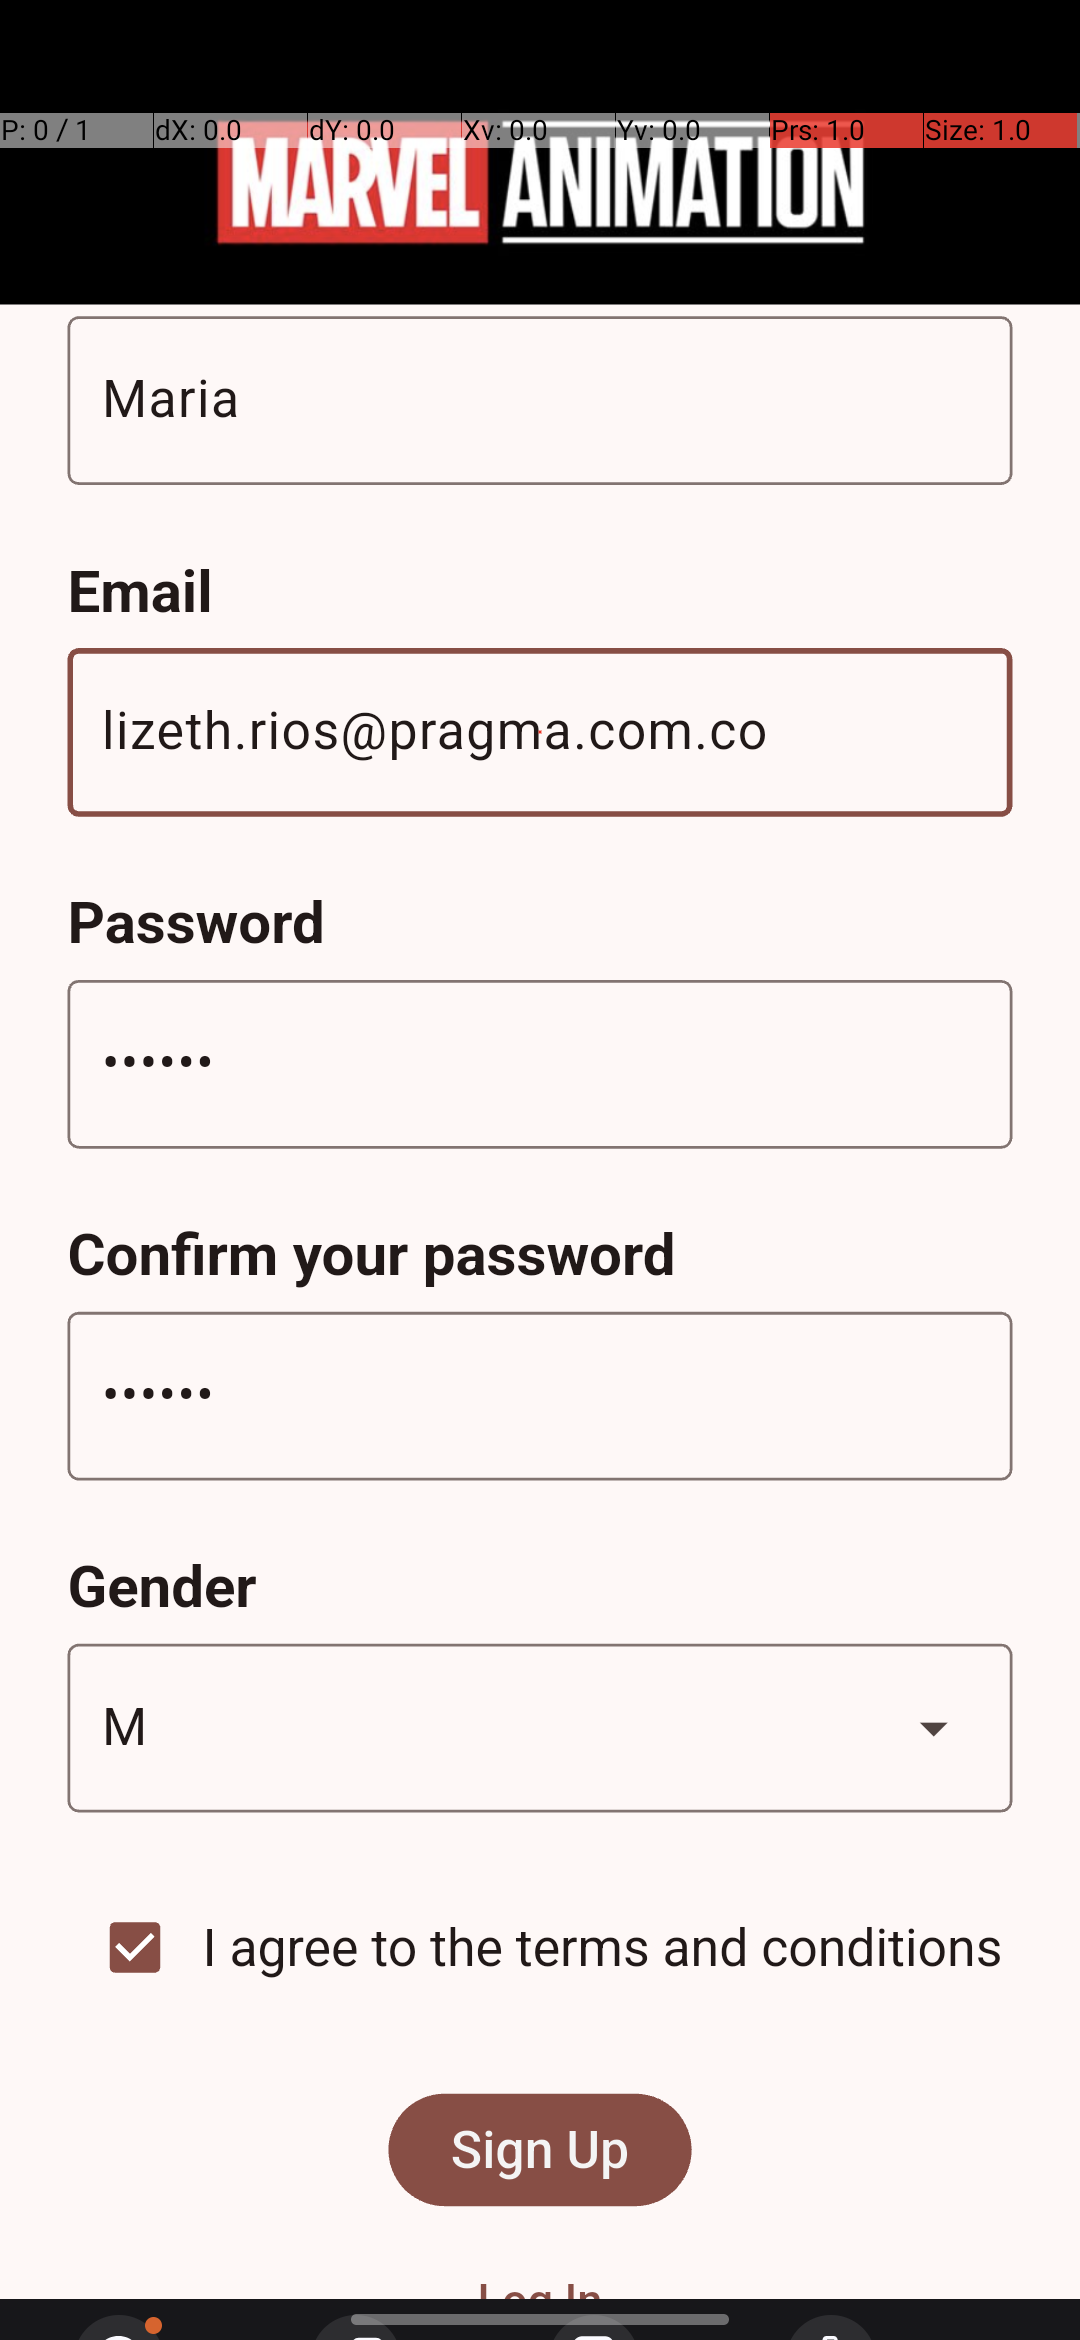 P: 0 / 1 dX: 0.0 dY: 0.0 Xv: 0.0 Yv: 0.0 Prs: 1.0 Size: 1.0
MARVEL ANIMATION
Maria
Email
lizeth.rios@pragma.com.co
Password
••••••
Confirm your password
••••••
Gender
M
I agree to the terms and conditions
Sign Up
Log In